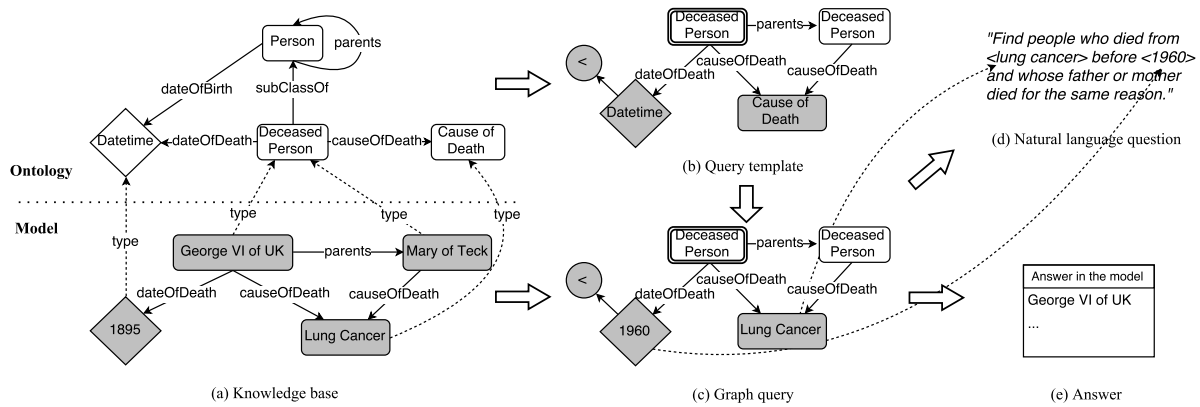 Person
parents
dateOfBirth
subClassOf
Datetime
dateOfDeath
Deceased
Person
causeOfDeath
Cause of
Death
Ontology
Model
type
type
type
type
George VI of UK
parents
Mary of Teck
dateOfDeath
causeOfDeath
causeOfDeath
1895
Lung Cancer
(a) Knowledge base
Deceased
Person
parents
Deceased
Person
<
dateOfDeath
causeOfDeath
causeOfDeath
Datetime
Cause of
Death
(b) Query template
Deceased
Person
parents
Deceased
Person
<
dateOfDeath
causeOfDeath
causeOfDeath
1960
Lung Cancer
(c) Graph query
"Find people who died from
<lung cancer> before <1960>
and whose father or mother
died for the same reason."
(d) Natural language question
Answer in the model
George VI of UK
...
(e) Answer